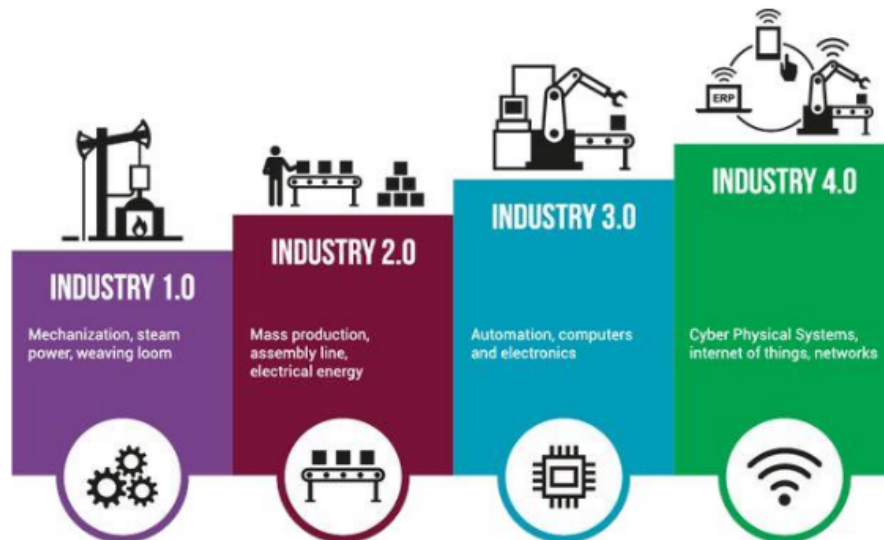 ERP
INDUSTRY 4.0
INDUSTRY 3.0
INDUSTRY 2.0
INDUSTRY 1.0
Mechanization, steam
power, weaving loom
Mass production,
assembly line,
electrical energy
Automation, computers
and electronics
Cyber Physical Systems,
internet of things, networks